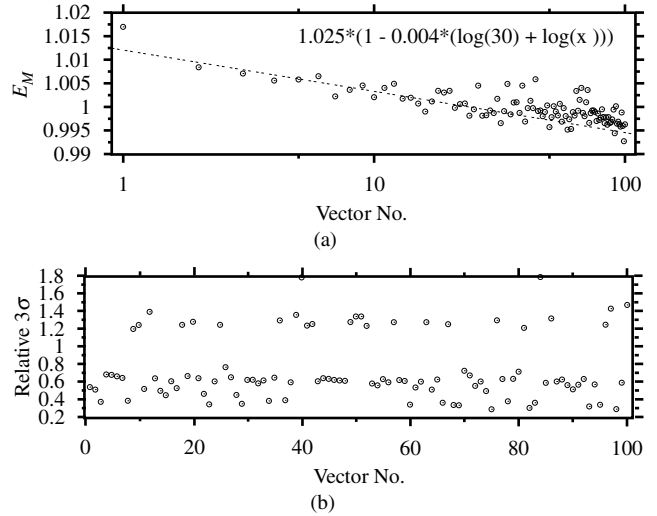 1.02
1.015
1.01
1.005
1
0.995
0.99
E_M
1.025*(1 - 0.004*(log(30) + log(x )))
1 10 100
Vector No.
(a)
1.8
1.6
1.4
1.2
1
0.8
0.6
0.4
0.2
Relative 3σ
0 20 40 60 80 100
Vector No.
(b)